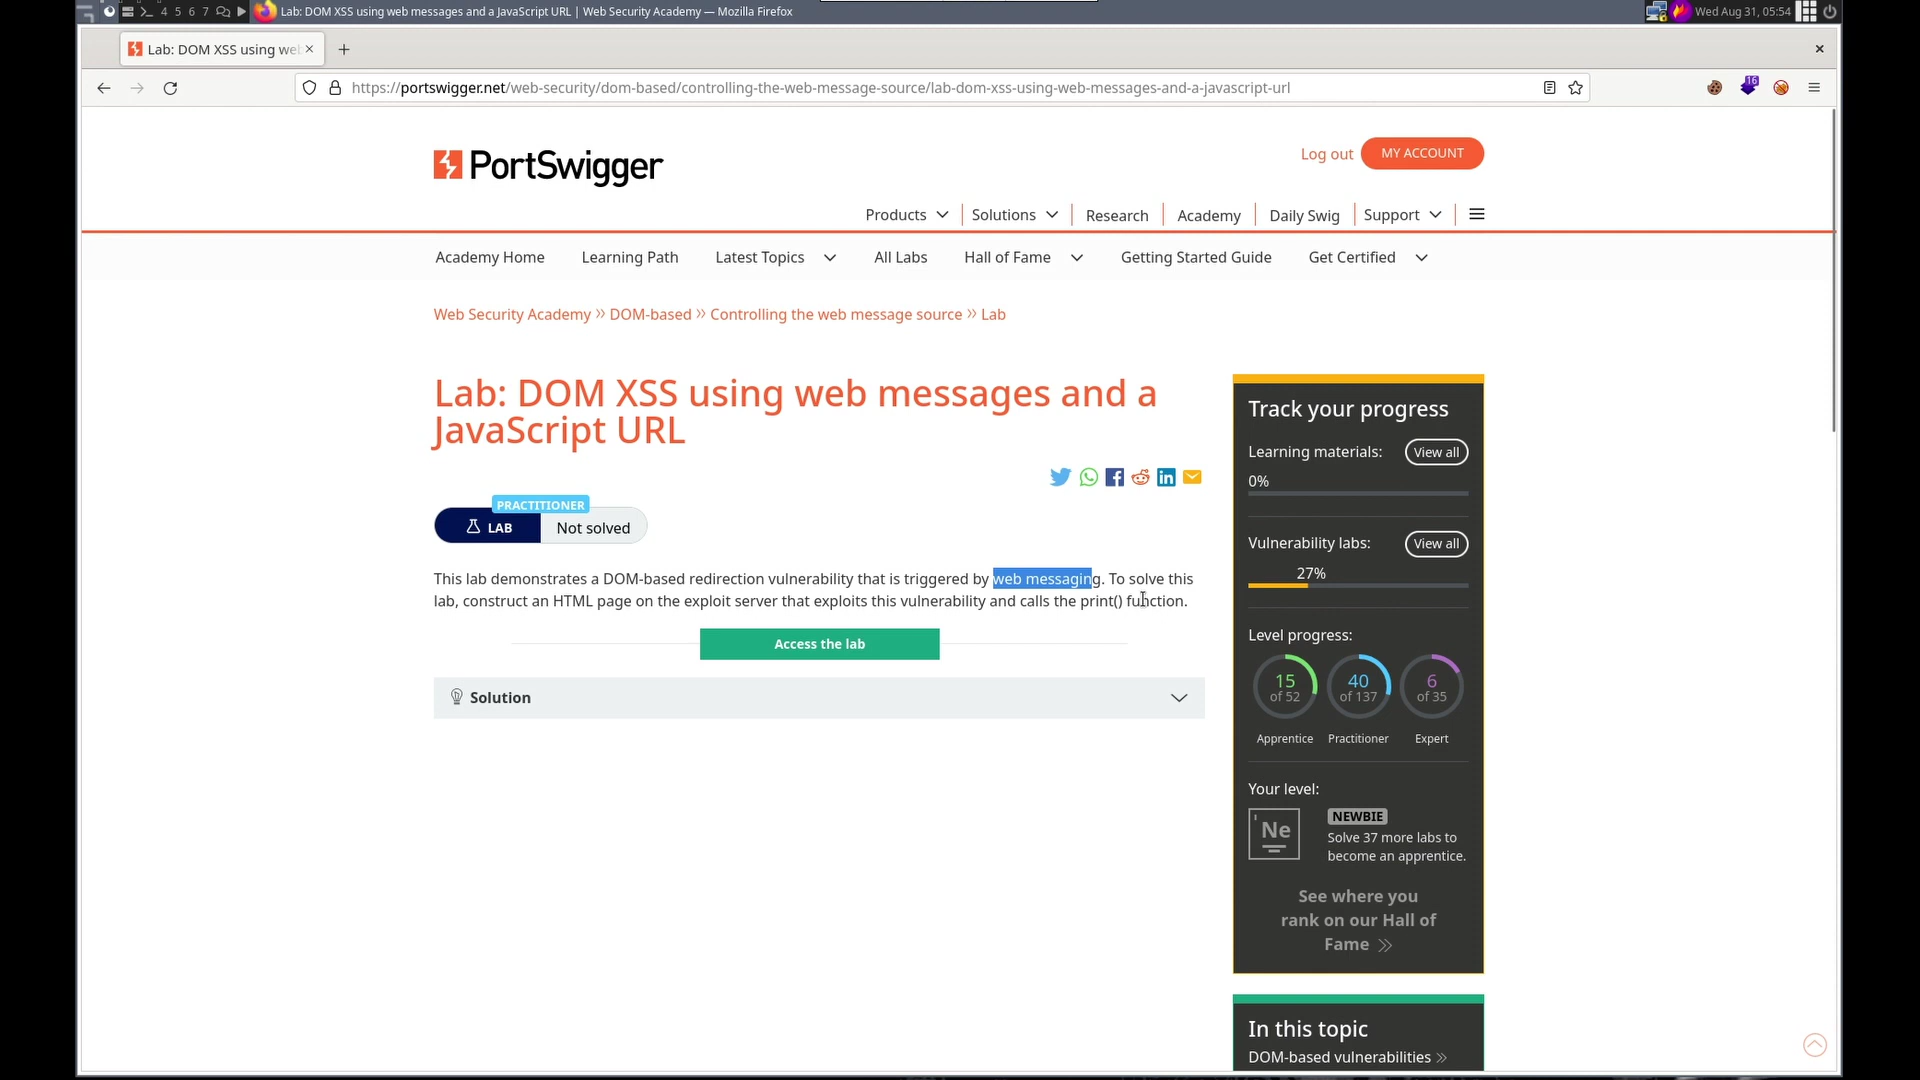 4 5 6 7
Lab: DOM XSS using web messages and a JavaScript URL | Web Security Academy — Mozilla Firefox
Wed Aug 31, 05:54
Lab: DOM XSS using we
https://portswigger.net/web-security/dom-based/controlling-the-web-message-source/lab-dom-xss-using-web-messages-and-a-javascript-url
16
PortSwigger
Log out
MY ACCOUNT
Products
Solutions
Research
Academy
Daily Swig
Support
Academy Home
Learning Path
Latest Topics
All Labs
Hall of Fame
Getting Started Guide
Get Certified
Web Security Academy » DOM-based » Controlling the web message source » Lab
Lab: DOM XSS using web messages and a
JavaScript URL
PRACTITIONER
LAB
Not solved
This lab demonstrates a DOM-based redirection vulnerability that is triggered by web messaging. To solve this
lab, construct an HTML page on the exploit server that exploits this vulnerability and calls the print() function.
Access the lab
Solution
Track your progress
Learning materials:
View all
0%
Vulnerability labs:
View all
27%
Level progress:
15
of 52
40
of 137
6
of 35
Apprentice
Practitioner
Expert
Your level:
Ne
NEWBIE
Solve 37 more labs to
become an apprentice.
See where you
rank on our Hall of
Fame »
In this topic
DOM-based vulnerabilities »